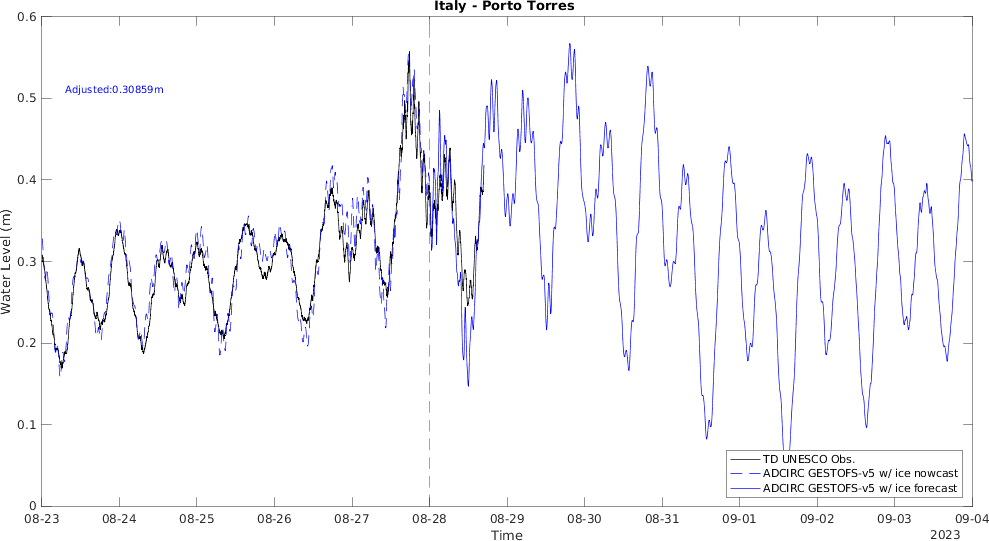 Italy - Porto Torres
0.6
0.5
0.4
0.3
0.2
0.1
0
Water Level (m)
Adjusted:0.30859m
TD UNESCO Obs.
ADCIRC GESTOFS-v5 w/ ice nowcast
ADCIRC GESTOFS-v5 w/ ice forecast
08-23 08-24 08-25 08-26 08-27 08-28 08-29 08-30 08-31 09-01 09-02 09-03 09-04
Time
2023